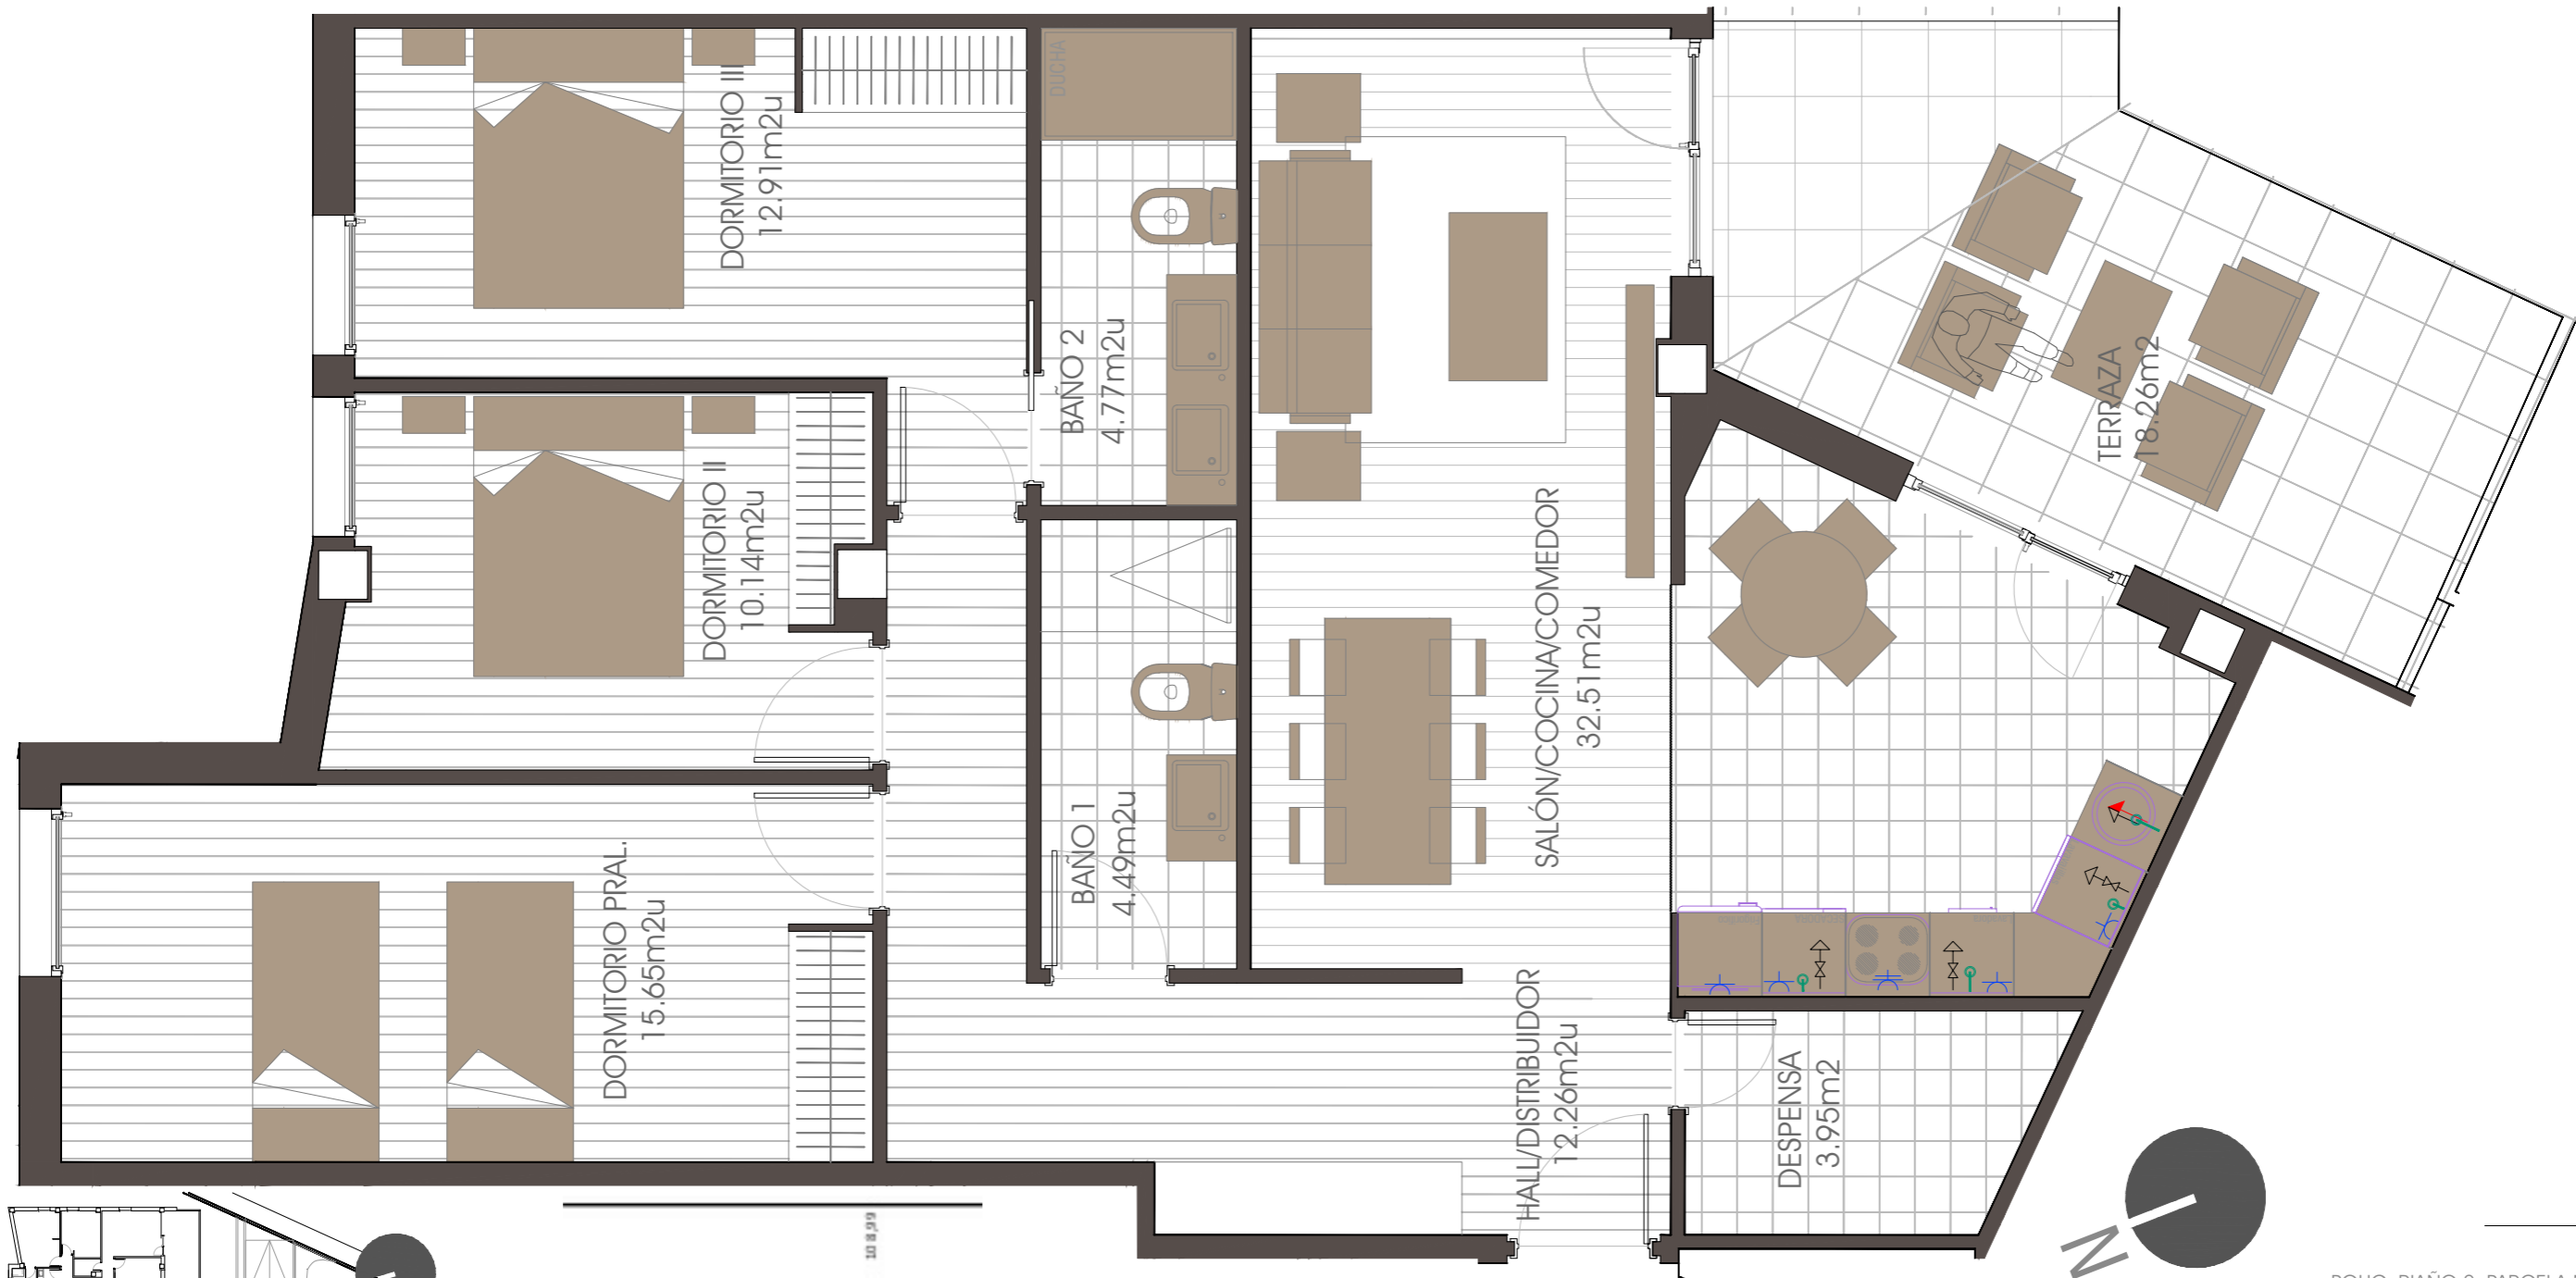 DORMITORIO III
12.91m2u
DUCHA
BAÑO 2
4.77m2u
DORMITORIO II
10.14m2u
TERRAZA
18.26m2
SALÓN/COCINA/COMEDOR
32.51m2u
BAÑO 1
4.49m2u
DORMITORIO PRAL.
15.65m2u
HALL/DISTRIBUIDOR
12.26m2u
DESPENSA
3.95m2
N